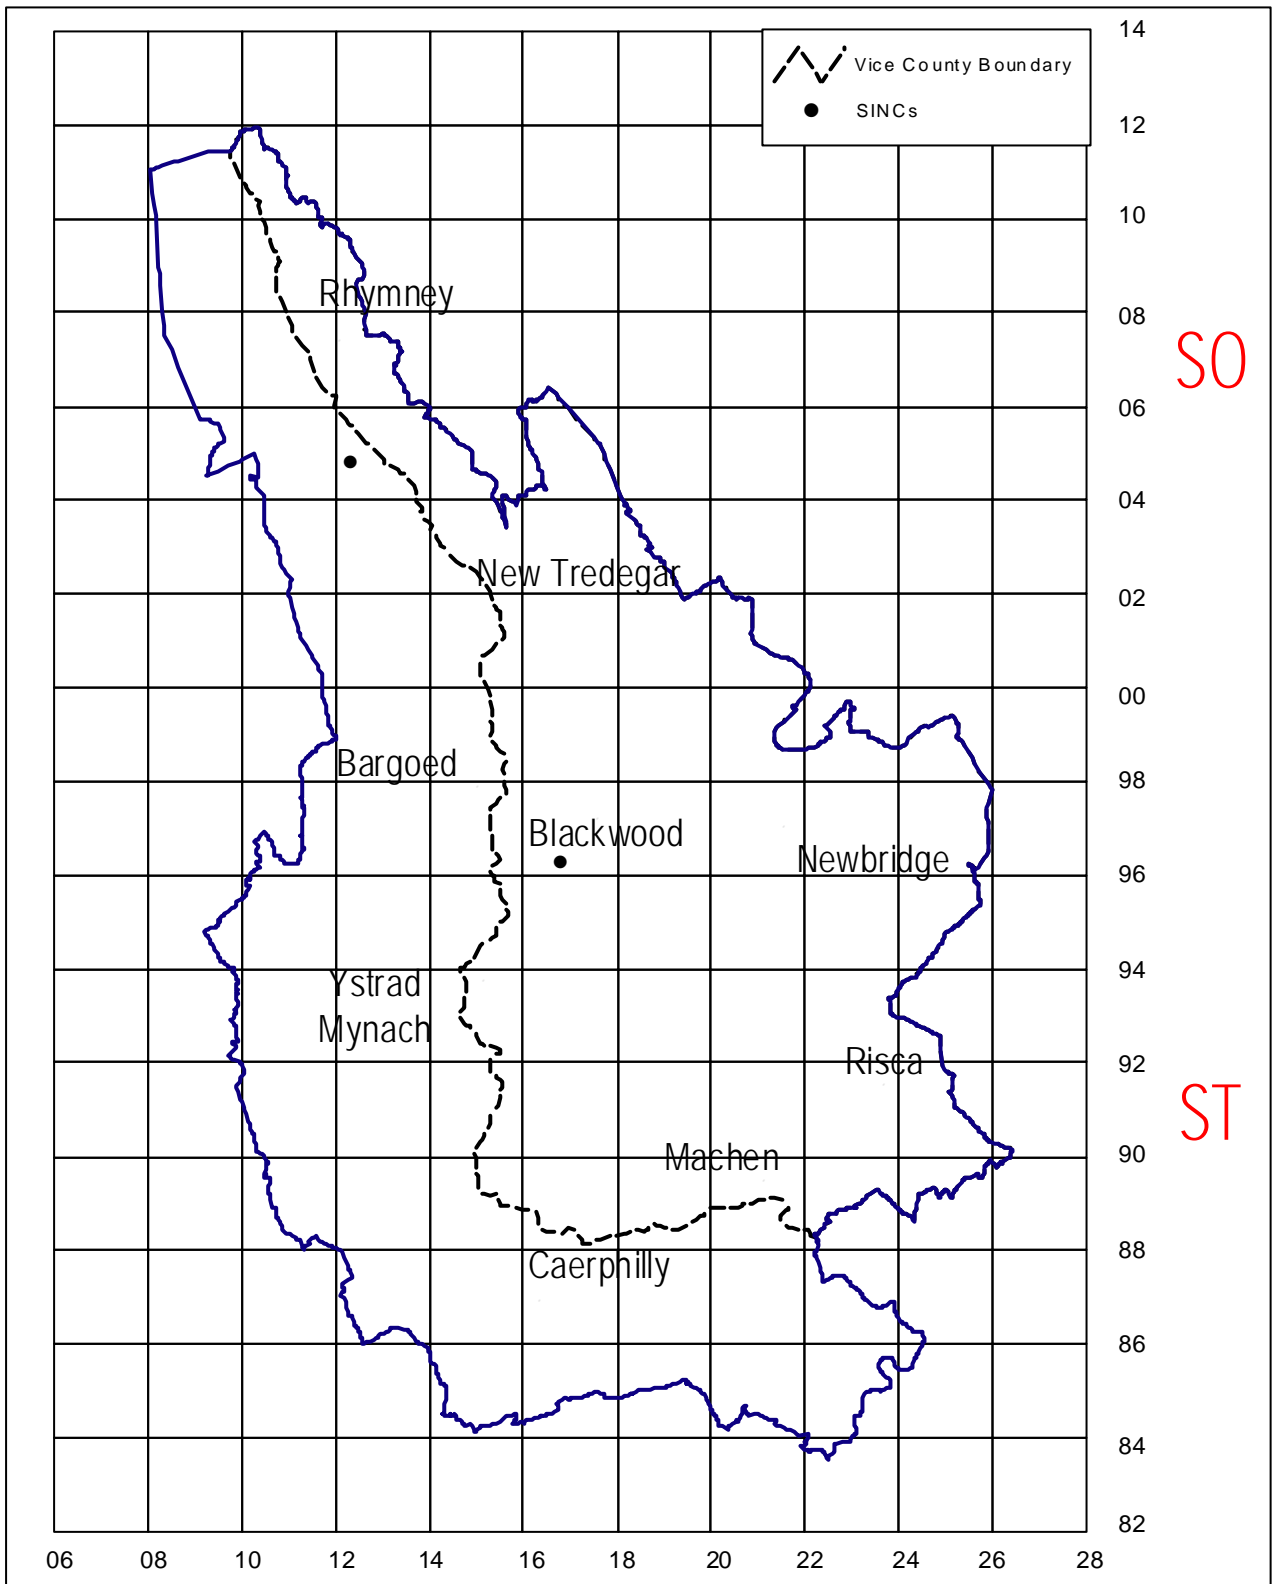 14
Vice County Boundary
SINCs
12
10
Rhymney
08
SO
06
04
New Tredegar
02
00
Bargoed
98
Blackwood
Newbridge
96
Ystrad
Mynach
94
Risca
92
ST
Machen
90
Caerphilly
88
86
84
82
06 08 10 12 14 16 18 20 22 24 26 28